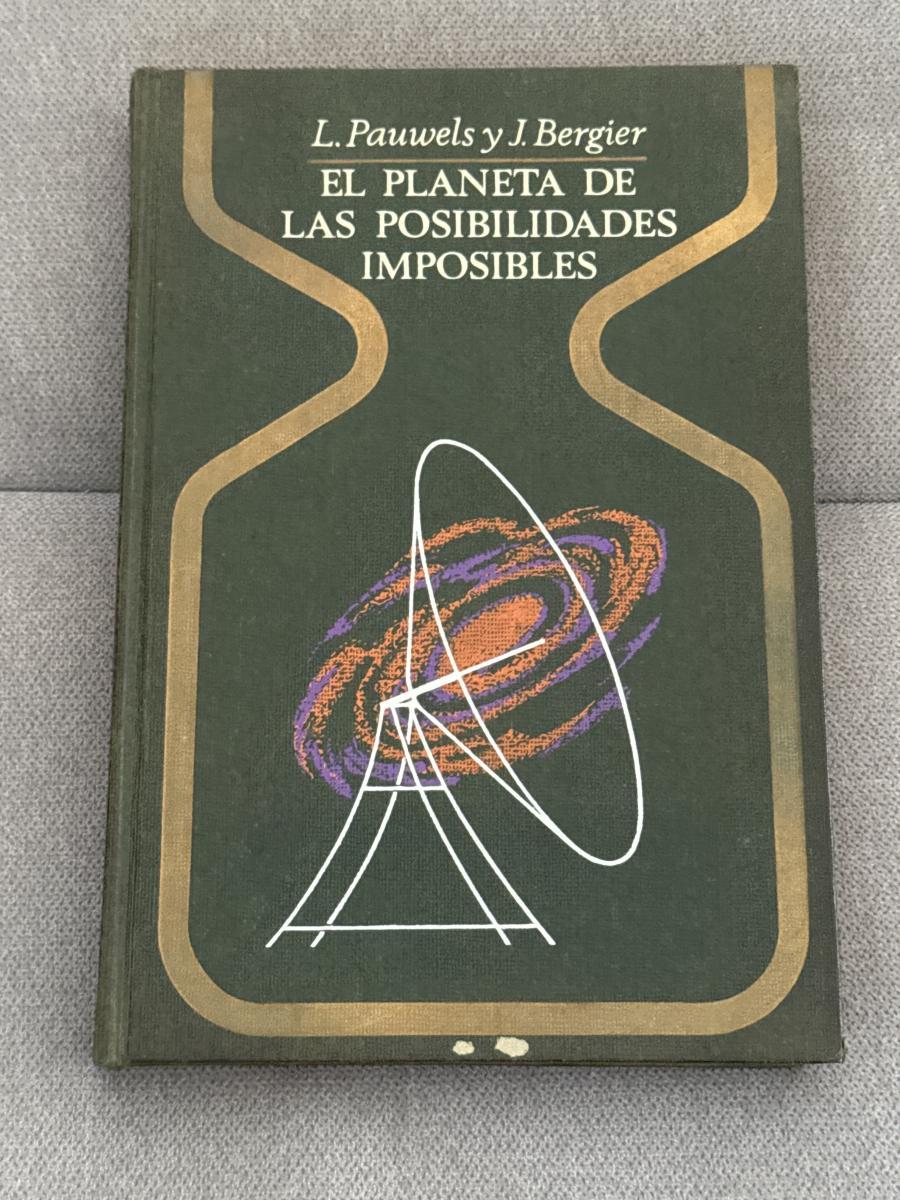 L. Pauwels y J. Bergier
EL PLANETA DE
LAS POSIBILIDADES
IMPOSIBLES